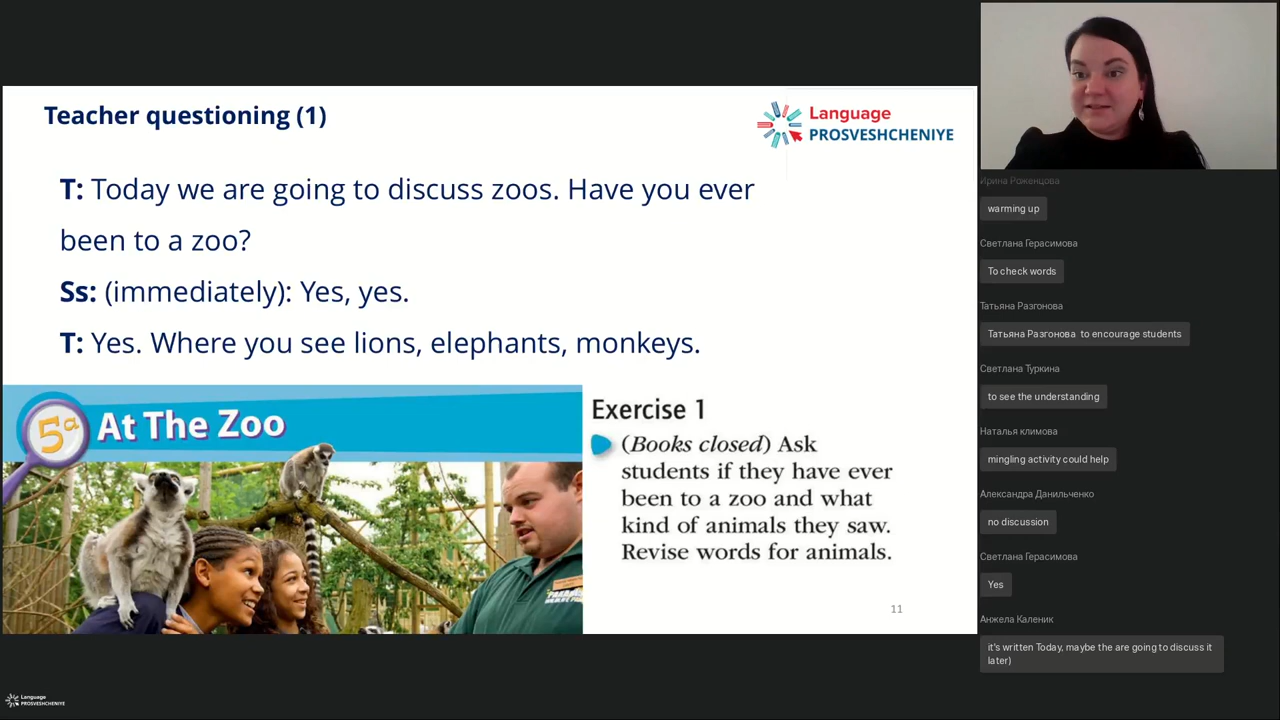 Teacher questioning (1)
Language
PROSVESHCHENIYE
T: Today we are going to discuss zoos. Have you ever
been to a zoo?
Ss: (immediately): Yes, yes.
T: Yes. Where you see lions, elephants, monkeys.
5a At The Zoo
Exercise 1
(Books closed) Ask
students if they have ever
been to a zoo and what
kind of animals they saw.
Revise words for animals.
11
Ирина Роженцова
warming up
Светлана Герасимова
To check words
Татьяна Разгонова
Татьяна Разгонова to encourage students
Светлана Туркина
to see the understanding
Наталья климова
mingling activity could help
Александра Данильченко
no discussion
Светлана Герасимова
Yes
Анжела Каленик
it's written Today, maybe the are going to discuss it
later)
Language
PROSVESHCHENIYE